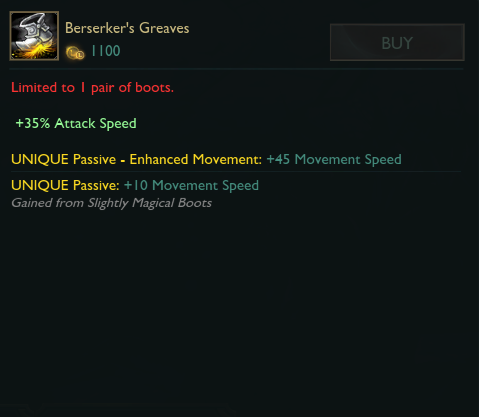 Berserker's Greaves
1100
BUY
Limited to 1 pair of boots.
+35% Attack Speed
UNIQUE Passive - Enhanced Movement: +45 Movement Speed
UNIQUE Passive: +10 Movement Speed
Gained from Slightly Magical Boots